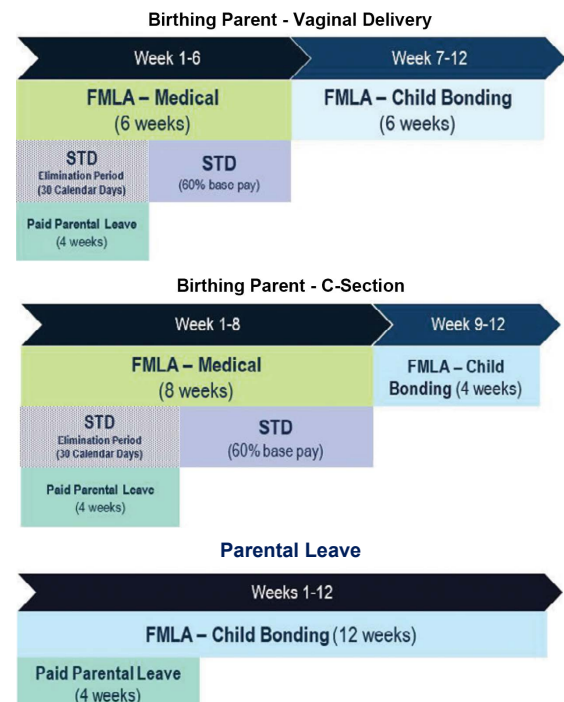 Birthing Parent - Vaginal Delivery
Week 1-6
Week 7-12
FMLA – Medical
(6 weeks)
FMLA – Child Bonding
(6 weeks)
STD
Elimination Period
(30 Calendar Days)
STD
(60% base pay)
Paid Parental Leave
(4 weeks)
Birthing Parent - C-Section
Week 1-8
Week 9-12
FMLA – Medical
(8 weeks)
FMLA – Child
Bonding (4 weeks)
STD
Elimination Period
(30 Calendar Days)
STD
(60% base pay)
Paid Parental Leave
(4 weeks)
Parental Leave
Weeks 1-12
FMLA – Child Bonding (12 weeks)
Paid Parental Leave
(4 weeks)